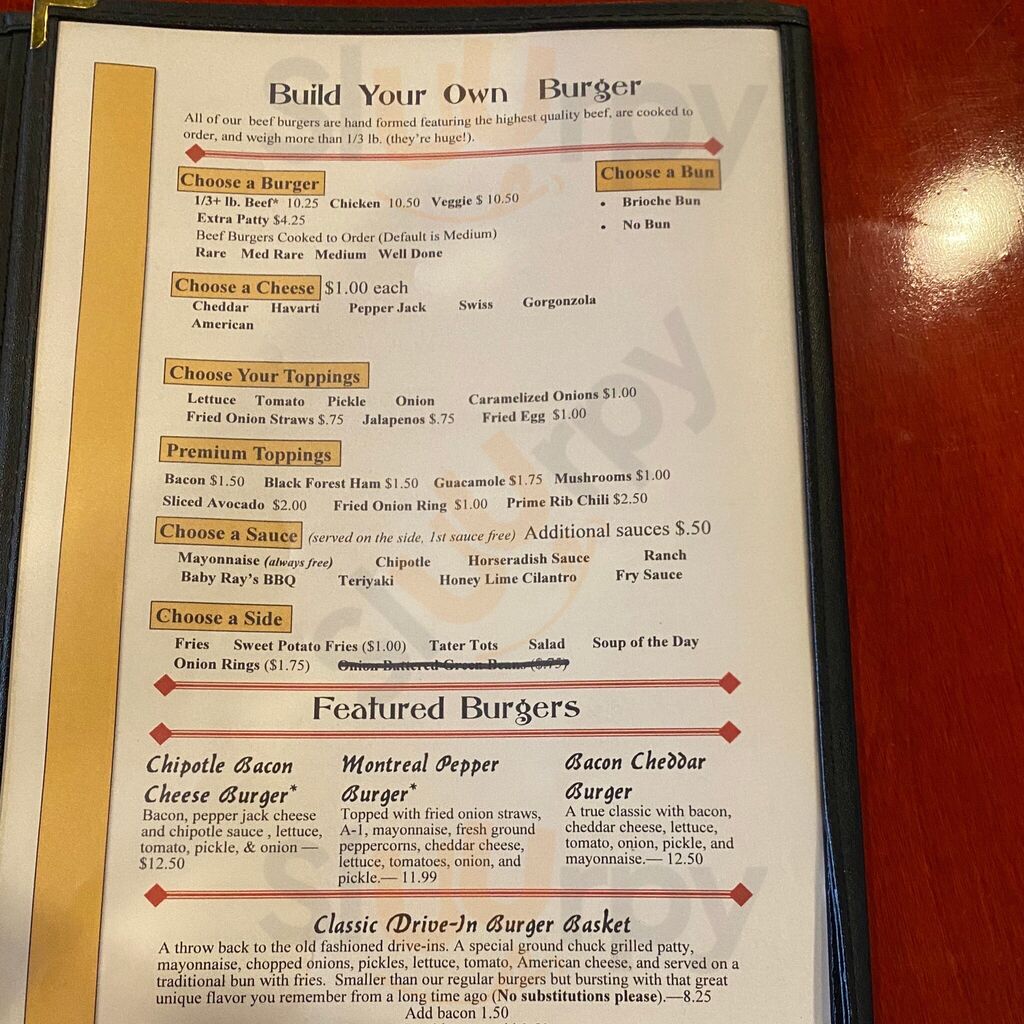 Build Your Own Burger
All of our beef burgers are hand formed featuring the highest quality beef, are cooked to
order, and weigh more than 1/3 lb. (they're huge!).
Choose a Burger
1/3+ lb. Beef* 10.25 Chicken 10.50 Veggie $ 10.50
Extra Patty $4.25
Beef Burgers Cooked to Order (Default is Medium)
Rare Med Rare Medium Well Done
Choose a Bun
• Brioche Bun
• No Bun
Choose a Cheese $1.00 each
Cheddar Havarti Pepper Jack Swiss Gorgonzola
American
Choose Your Toppings
Lettuce Tomato Pickle Onion Caramelized Onions $1.00
Fried Onion Straws $.75 Jalapenos $.75 Fried Egg $1.00
Premium Toppings
Bacon $1.50 Black Forest Ham $1.50 Guacamole $1.75 Mushrooms $1.00
Sliced Avocado $2.00 Fried Onion Ring $1.00 Prime Rib Chili $2.50
Choose a Sauce (served on the side, 1st sauce free) Additional sauces $.50
Mayonnaise (always free) Chipotle Horseradish Sauce Ranch
Baby Ray's BBQ Teriyaki Honey Lime Cilantro Fry Sauce
Choose a Side
Fries Sweet Potato Fries ($1.00) Tater Tots Salad Soup of the Day
Onion Rings ($1.75) Onion Battered Green Beans ($.75)
Featured Burgers
Chipotle Bacon
Cheese Burger*
Bacon, pepper jack cheese
and chipotle sauce , lettuce,
tomato, pickle, & onion —
$12.50
Montreal Pepper
Burger*
Topped with fried onion straws,
A-1, mayonnaise, fresh ground
peppercorns, cheddar cheese,
lettuce, tomatoes, onion, and
pickle.— 11.99
Bacon Cheddar
Burger
A true classic with bacon,
cheddar cheese, lettuce,
tomato, onion, pickle, and
mayonnaise.— 12.50
Classic Drive-In Burger Basket
A throw back to the old fashioned drive-ins. A special ground chuck grilled patty,
mayonnaise, chopped onions, pickles, lettuce, tomato, American cheese, and served on a
traditional bun with fries. Smaller than our regular burgers but bursting with that great
unique flavor you remember from a long time ago (No substitutions please).—8.25
Add bacon 1.50